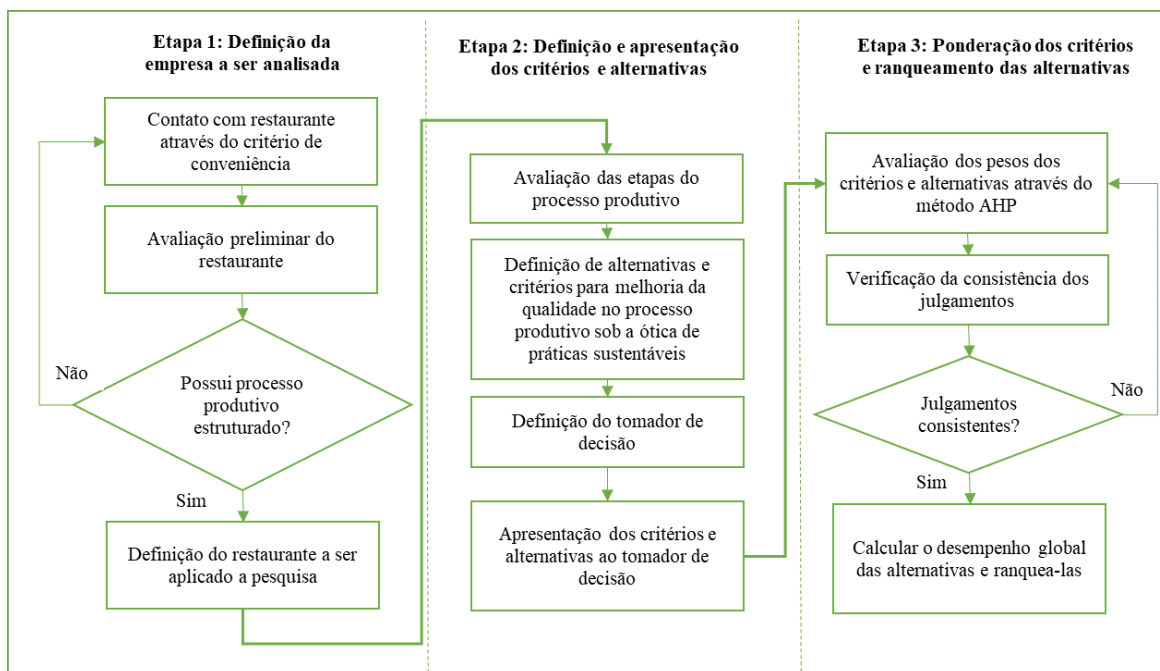 Etapa 1: Definição da
empresa a ser analisada
Contato com restaurante
através do critério de
conveniência
Avaliação preliminar do
restaurante
Não
Possui processo
produtivo
estruturado?
Sim
Definição do restaurante a ser
aplicado a pesquisa
Etapa 2: Definição e apresentação
dos critérios e alternativas
Avaliação das etapas do
processo produtivo
Definição de alternativas e
critérios para melhoria da
qualidade no processo
produtivo sob a ótica de
práticas sustentáveis
Definição do tomador de
decisão
Apresentação dos critérios e
alternativas ao tomador de
decisão
Etapa 3: Ponderação dos critérios
e ranqueamento das alternativas
Avaliação dos pesos dos
critérios e alternativas através do
método AHP
Verificação da consistência dos
julgamentos
Não
Julgamentos
consistentes?
Sim
Calcular o desempenho global
das alternativas e ranquea-las